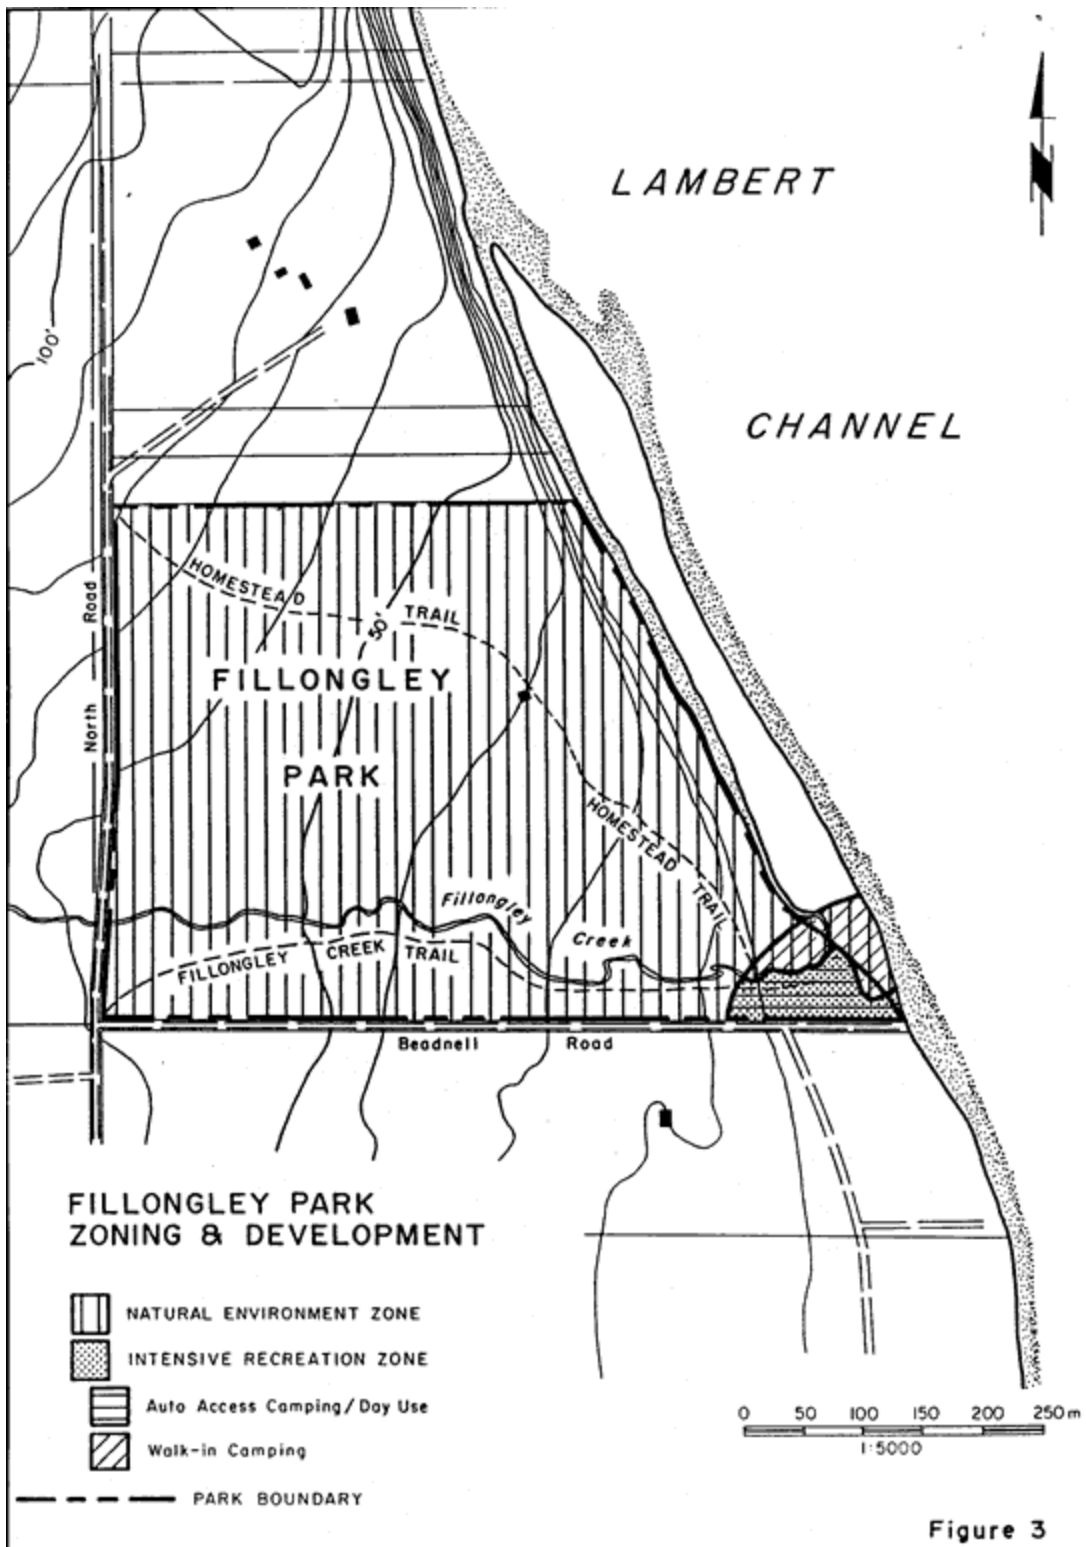 LAMBERT
CHANNEL
100'
North Road
HOMESTEAD TRAIL
50'
FILLONGLEY
PARK
HOMESTEAD TRAIL
Fillongley Creek
FILLONGLEY CREEK TRAIL
Beadnell Road
FILLONGLEY PARK
ZONING & DEVELOPMENT
NATURAL ENVIRONMENT ZONE
INTENSIVE RECREATION ZONE
Auto Access Camping/Day Use
Walk-in Camping
PARK BOUNDARY
0 50 100 150 200 250m
1:5000
Figure 3